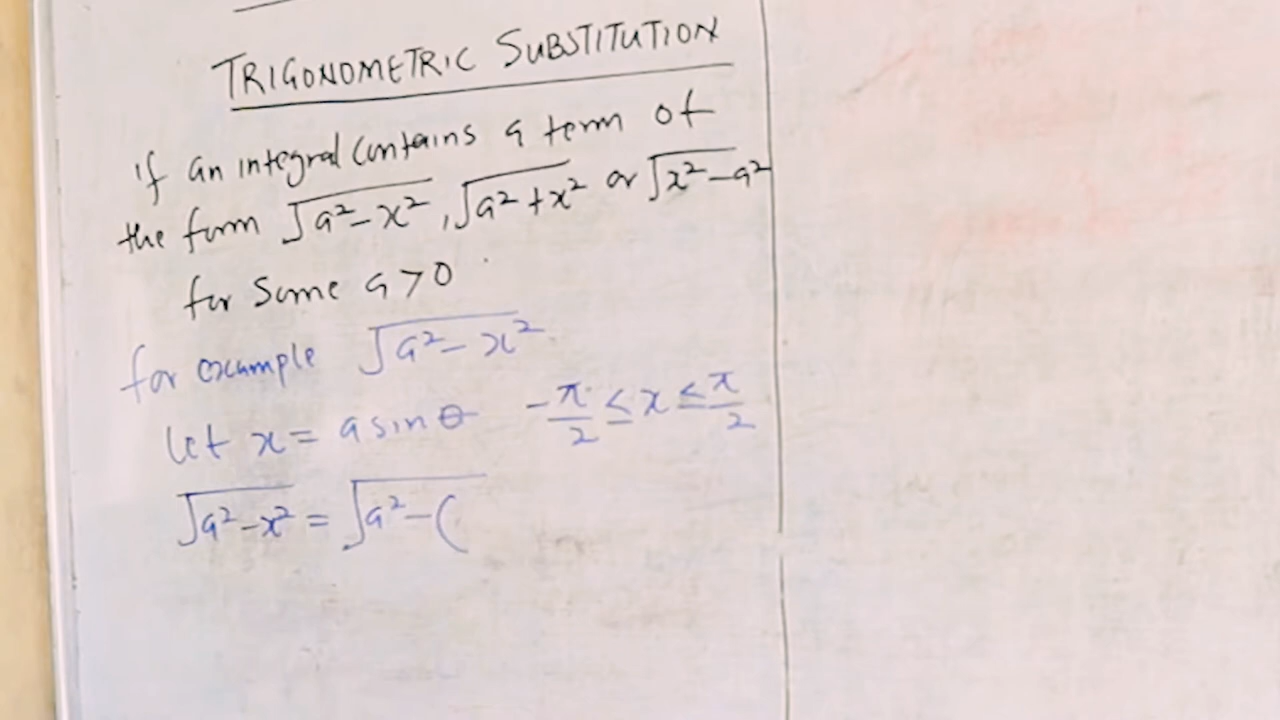 TRIGONOMETRIC SUBSTITUTION
If an integral contains a term of
the form √a²-x², √a²+x² or √x²-a²
for some a>0
for example √a²-x²
let x = a sin θ -π/2 ≤ x ≤ π/2
√a²-x² = √a²-(